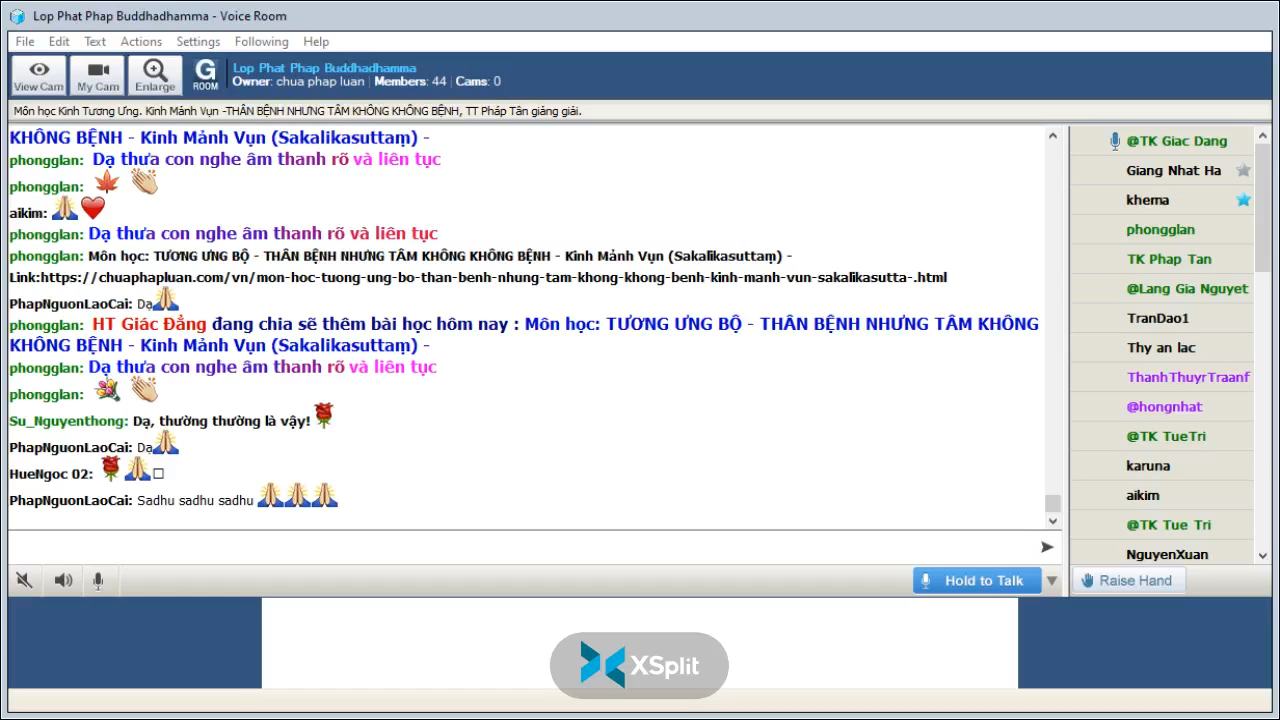 Lop Phat Phap Buddhadhamma - Voice Room
File Edit Text Actions Settings Following Help
View Cam My Cam Enlarge G ROOM
Lop Phat Phap Buddhadhamma
Owner: chua phap luan | Members: 44 | Cams: 0
Môn học Kinh Tương Ưng. Kinh Mảnh Vụn -THÂN BỆNH NHƯNG TÂM KHÔNG KHÔNG BỆNH, TT Pháp Tân giảng giải.
KHÔNG BỆNH - Kinh Mảnh Vụn (Sakalikasuttaṃ) -
phongglan: Dạ thưa con nghe âm thanh rõ và liên tục
phongglan:
aikim:
phongglan: Dạ thưa con nghe âm thanh rõ và liên tục
phongglan: Môn học: TƯƠNG ƯNG BỘ - THÂN BỆNH NHƯNG TÂM KHÔNG KHÔNG BỆNH - Kinh Mảnh Vụn (Sakalikasuttaṃ) -
Link:https://chuaphapluan.com/vn/mon-hoc-tuong-ung-bo-than-benh-nhung-tam-khong-khong-benh-kinh-manh-vun-sakalikasutta-.html
PhapNguonLaoCai: Dạ
phongglan: HT Giác Đẳng đang chia sẽ thêm bài học hôm nay : Môn học: TƯƠNG ƯNG BỘ - THÂN BỆNH NHƯNG TÂM KHÔNG
KHÔNG BỆNH - Kinh Mảnh Vụn (Sakalikasuttaṃ) -
phongglan: Dạ thưa con nghe âm thanh rõ và liên tục
phongglan:
Su_Nguyenthong: Dạ, thường thường là vậy!
PhapNguonLaoCai: Dạ
HueNgoc 02:
PhapNguonLaoCai: Sadhu sadhu sadhu
@TK Giac Dang
Giang Nhat Ha
khema
phongglan
TK Phap Tan
@Lang Gia Nguyet
TranDao1
Thy an lac
ThanhThuyrTraanf
@hongnhat
@TK TueTri
karuna
aikim
@TK Tue Tri
NguyenXuan
Hold to Talk
Raise Hand
XSplit